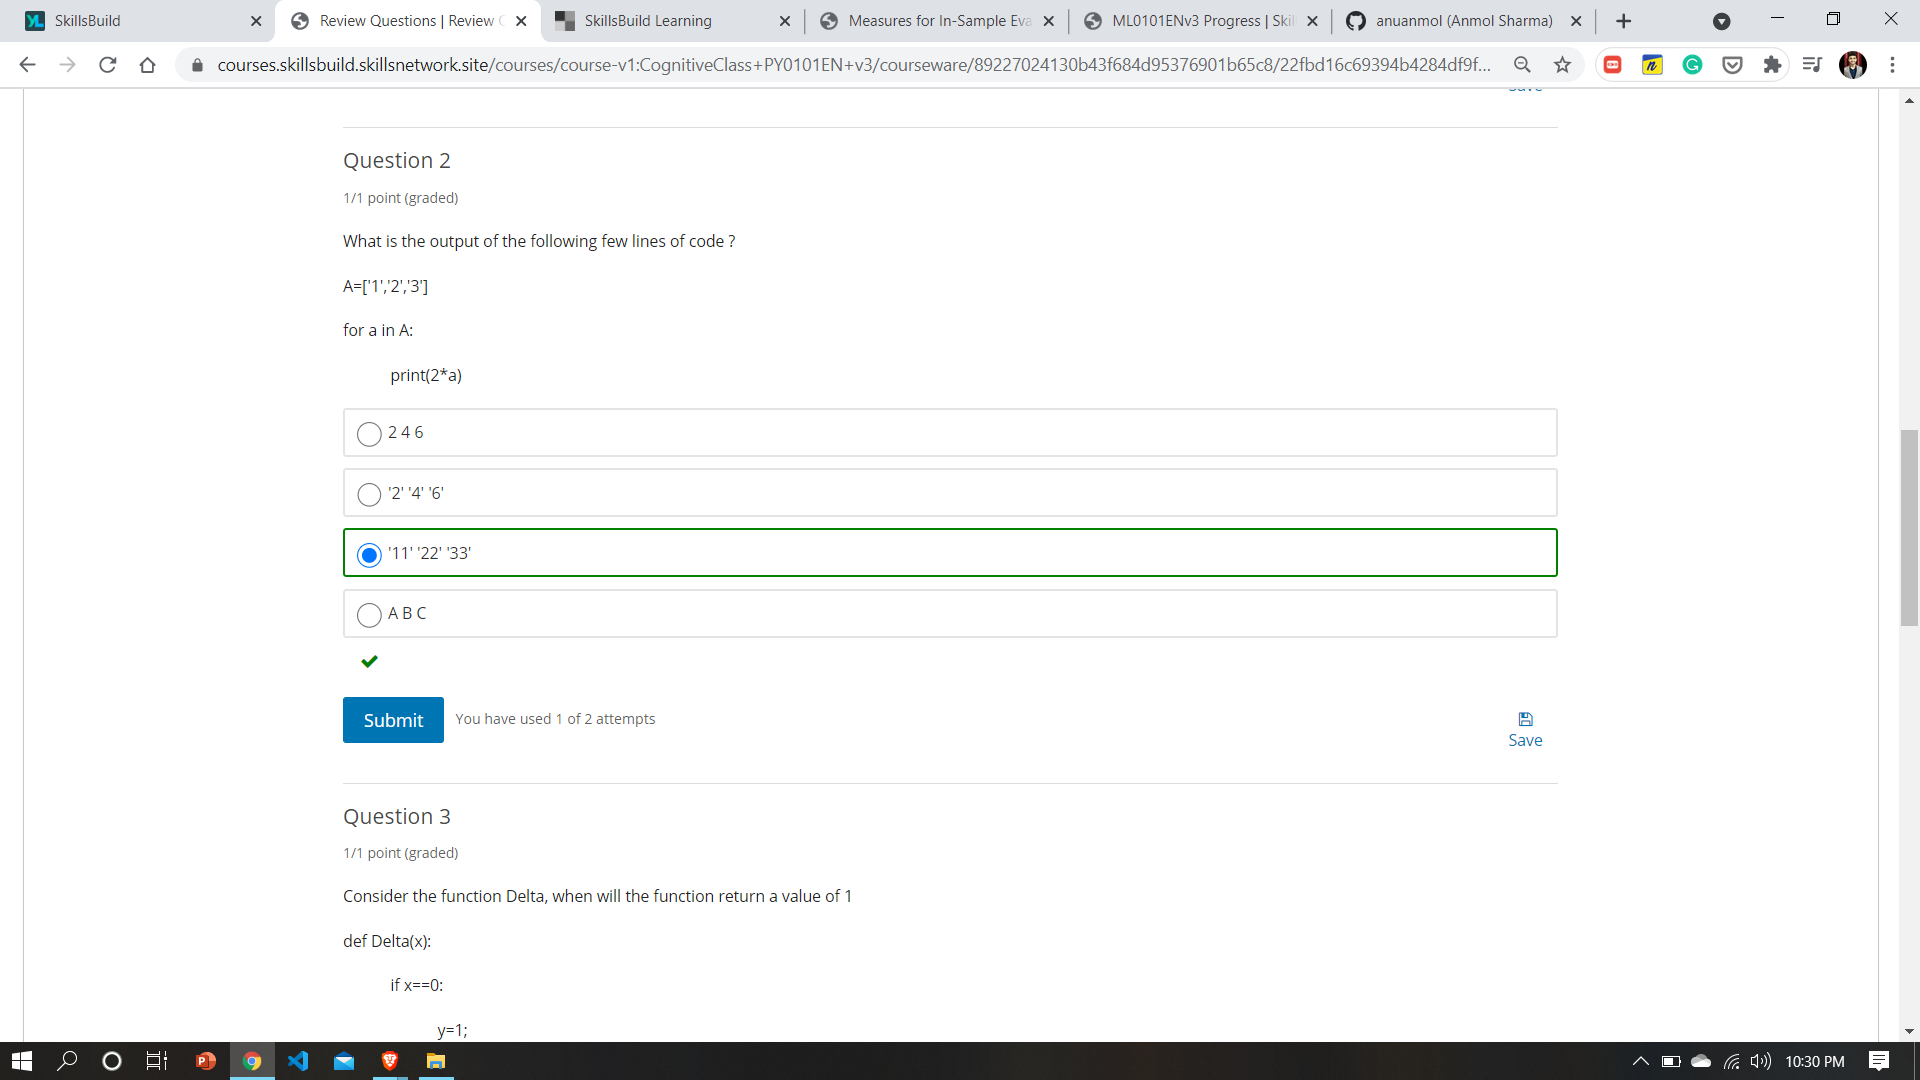 SkillsBuild
Review Questions | Review
SkillsBuild Learning
Measures for In-Sample Eva
ML0101ENv3 Progress | Skil
anuanmol (Anmol Sharma)
courses.skillsbuild.skillsnetwork.site/courses/course-v1:CognitiveClass+PY0101EN+v3/courseware/89227024130b43f684d95376901b65c8/22fbd16c69394b4284df9f...
Save
Question 2
1/1 point (graded)
What is the output of the following few lines of code ?
A=['1','2','3']
for a in A:
print(2*a)
2 4 6
'2' '4' '6'
'11' '22' '33'
A B C
Submit
You have used 1 of 2 attempts
Save
Question 3
1/1 point (graded)
Consider the function Delta, when will the function return a value of 1
def Delta(x):
if x==0:
y=1;
10:30 PM